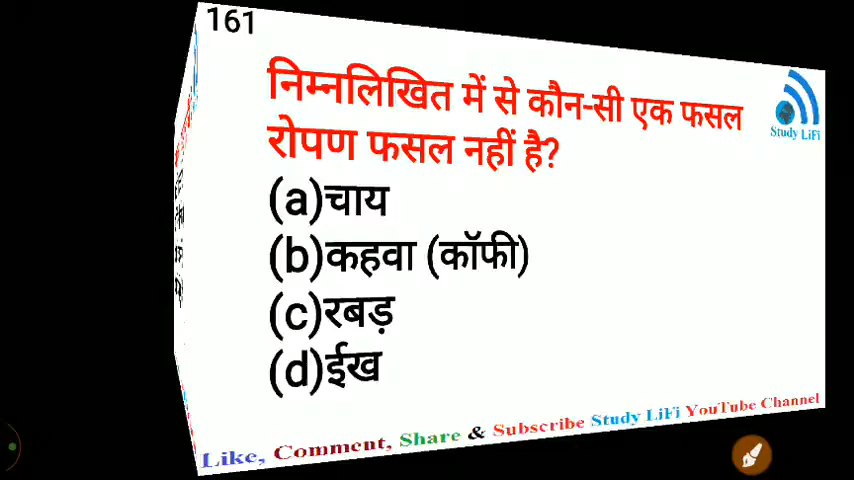 161
निम्नलिखित में से कौन-सी एक फसल
रोपण फसल नहीं है?
(a)चाय
(b)कहवा (कॉफी)
(c)रबड़
(d)ईख
Study LiFi
Like, Comment, Share & Subscribe Study LiFi YouTube Channel